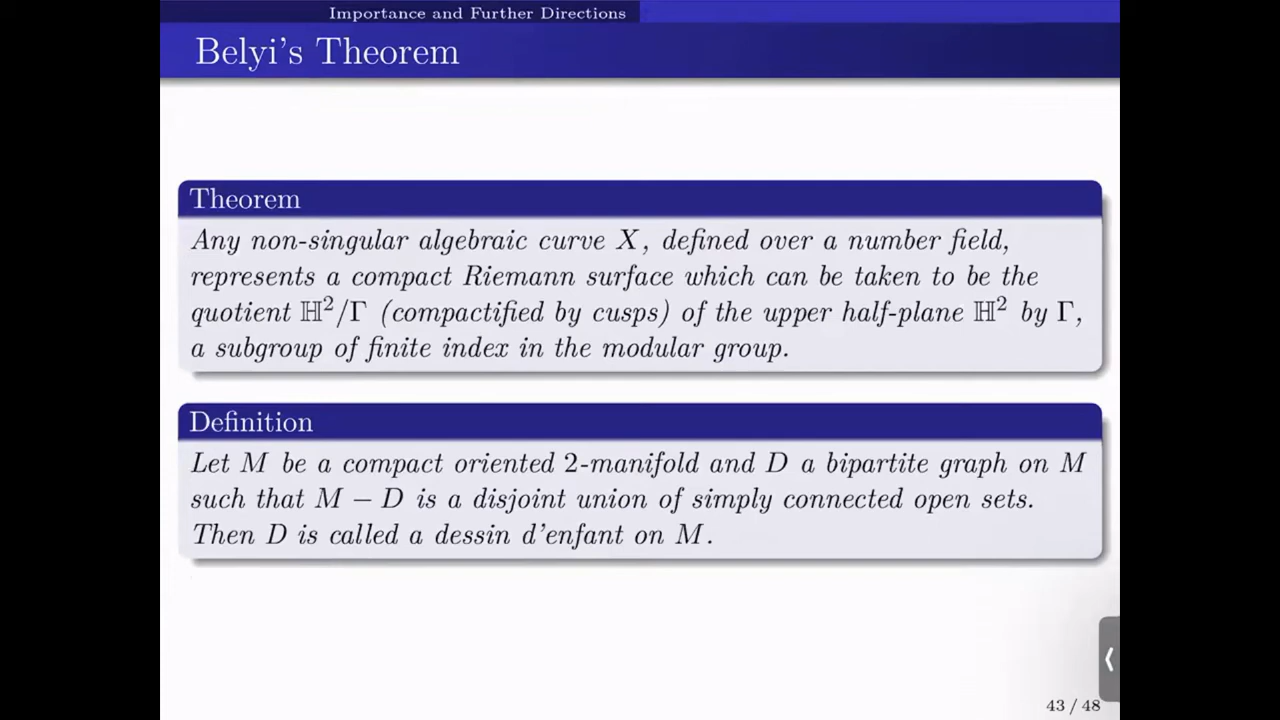 Importance and Further Directions
Belyi's Theorem
Theorem
Any non-singular algebraic curve X, defined over a number field,
represents a compact Riemann surface which can be taken to be the
quotient ℍ²/Γ (compactified by cusps) of the upper half-plane ℍ² by Γ,
a subgroup of finite index in the modular group.
Definition
Let M be a compact oriented 2-manifold and D a bipartite graph on M
such that M − D is a disjoint union of simply connected open sets.
Then D is called a dessin d'enfant on M.
43 / 48